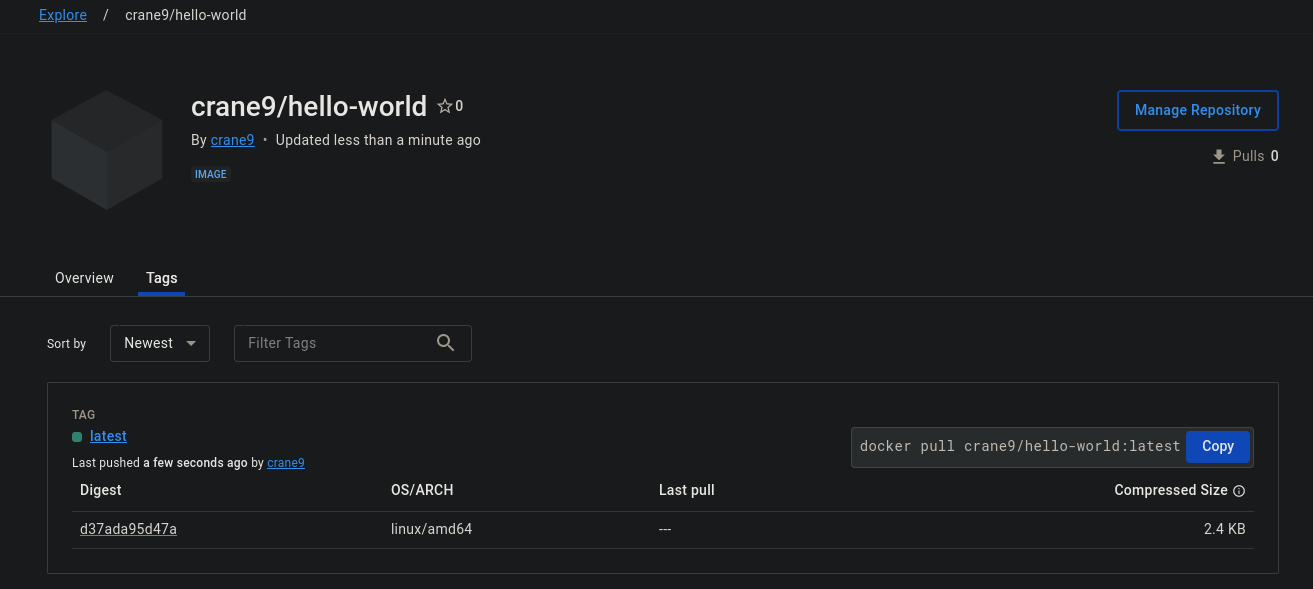 Explore / crane9/hello-world
crane9/hello-world 0
Manage Repository
By crane9 • Updated less than a minute ago
Pulls 0
IMAGE
Overview Tags
Sort by Newest Filter Tags
TAG
latest
docker pull crane9/hello-world:latest Copy
Last pushed a few seconds ago by crane9
Digest OS/ARCH Last pull Compressed Size
d37ada95d47a linux/amd64 --- 2.4 KB